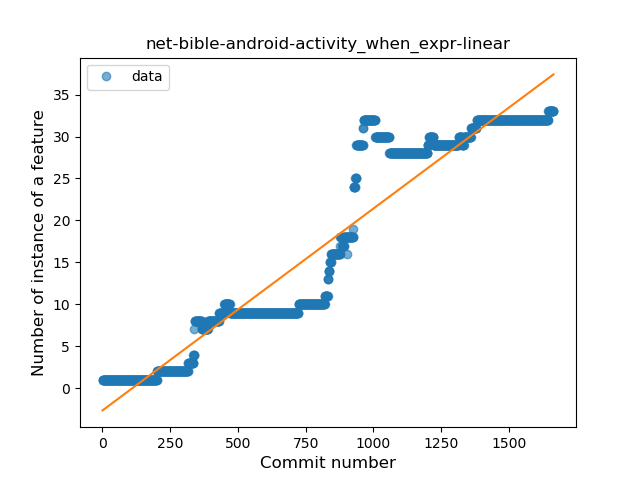 net-bible-android-activity_when_expr-linear
data
Number of instance of a feature
35
30
25
20
15
10
5
0
0 250 500 750 1000 1250 1500
Commit number